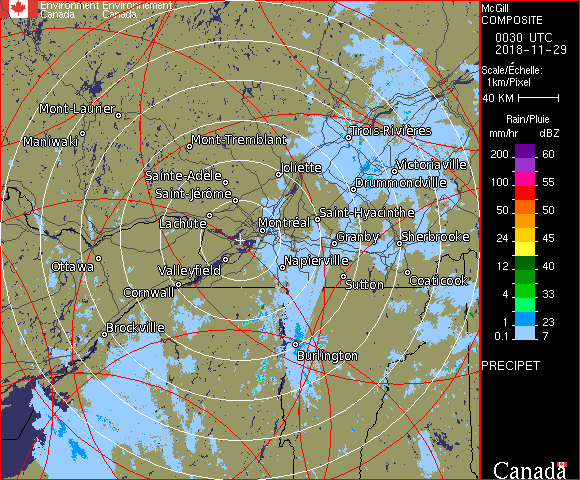 Environment Environnement
Canada Canada
McGill
COMPOSITE
0030 UTC
2018-11-29
Scale/Échelle:
1km/Pixel
40 KM
Rain/Pluie
mm/hr dBZ
200 60
100 55
50 50
24 45
12 40
4 33
1 23
0.1 7
PRECIPET
Canada
Mont-Laurier
Maniwaki
Mont-Tremblant
Trois-Rivières
Joliette
Victoriaville
Sainte-Adèle
Drummondville
Saint-Jérôme
Saint-Hyacinthe
Lachute
Montréal
Granby
Sherbrooke
Ottawa
Valleyfield
Napierville
Sutton
Coaticook
Cornwall
Brockville
Burlington